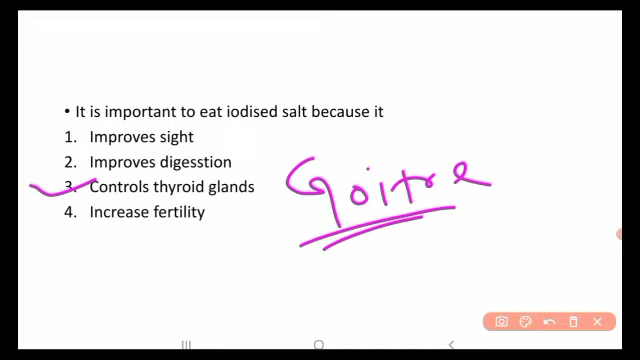 • It is important to eat iodised salt because it
1. Improves sight
2. Improves digesstion
3. Controls thyroid glands
4. Increase fertility
Goitre